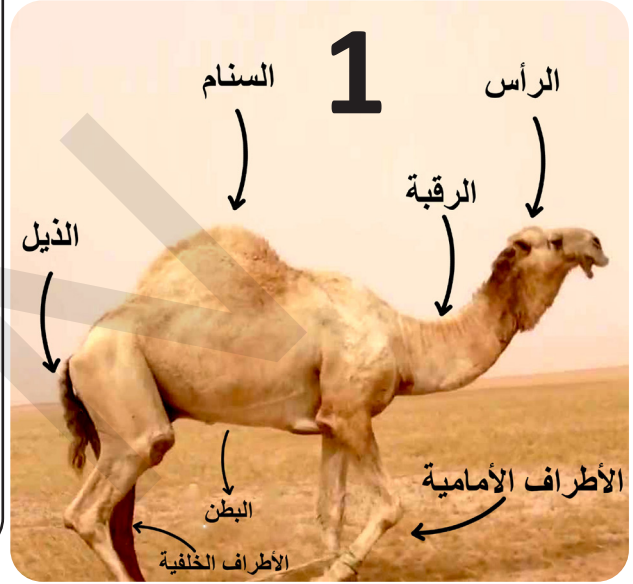 1
الرأس
السنام
الرقبة
الذيل
الأطراف الأمامية
البطن
الأطراف الخلفية